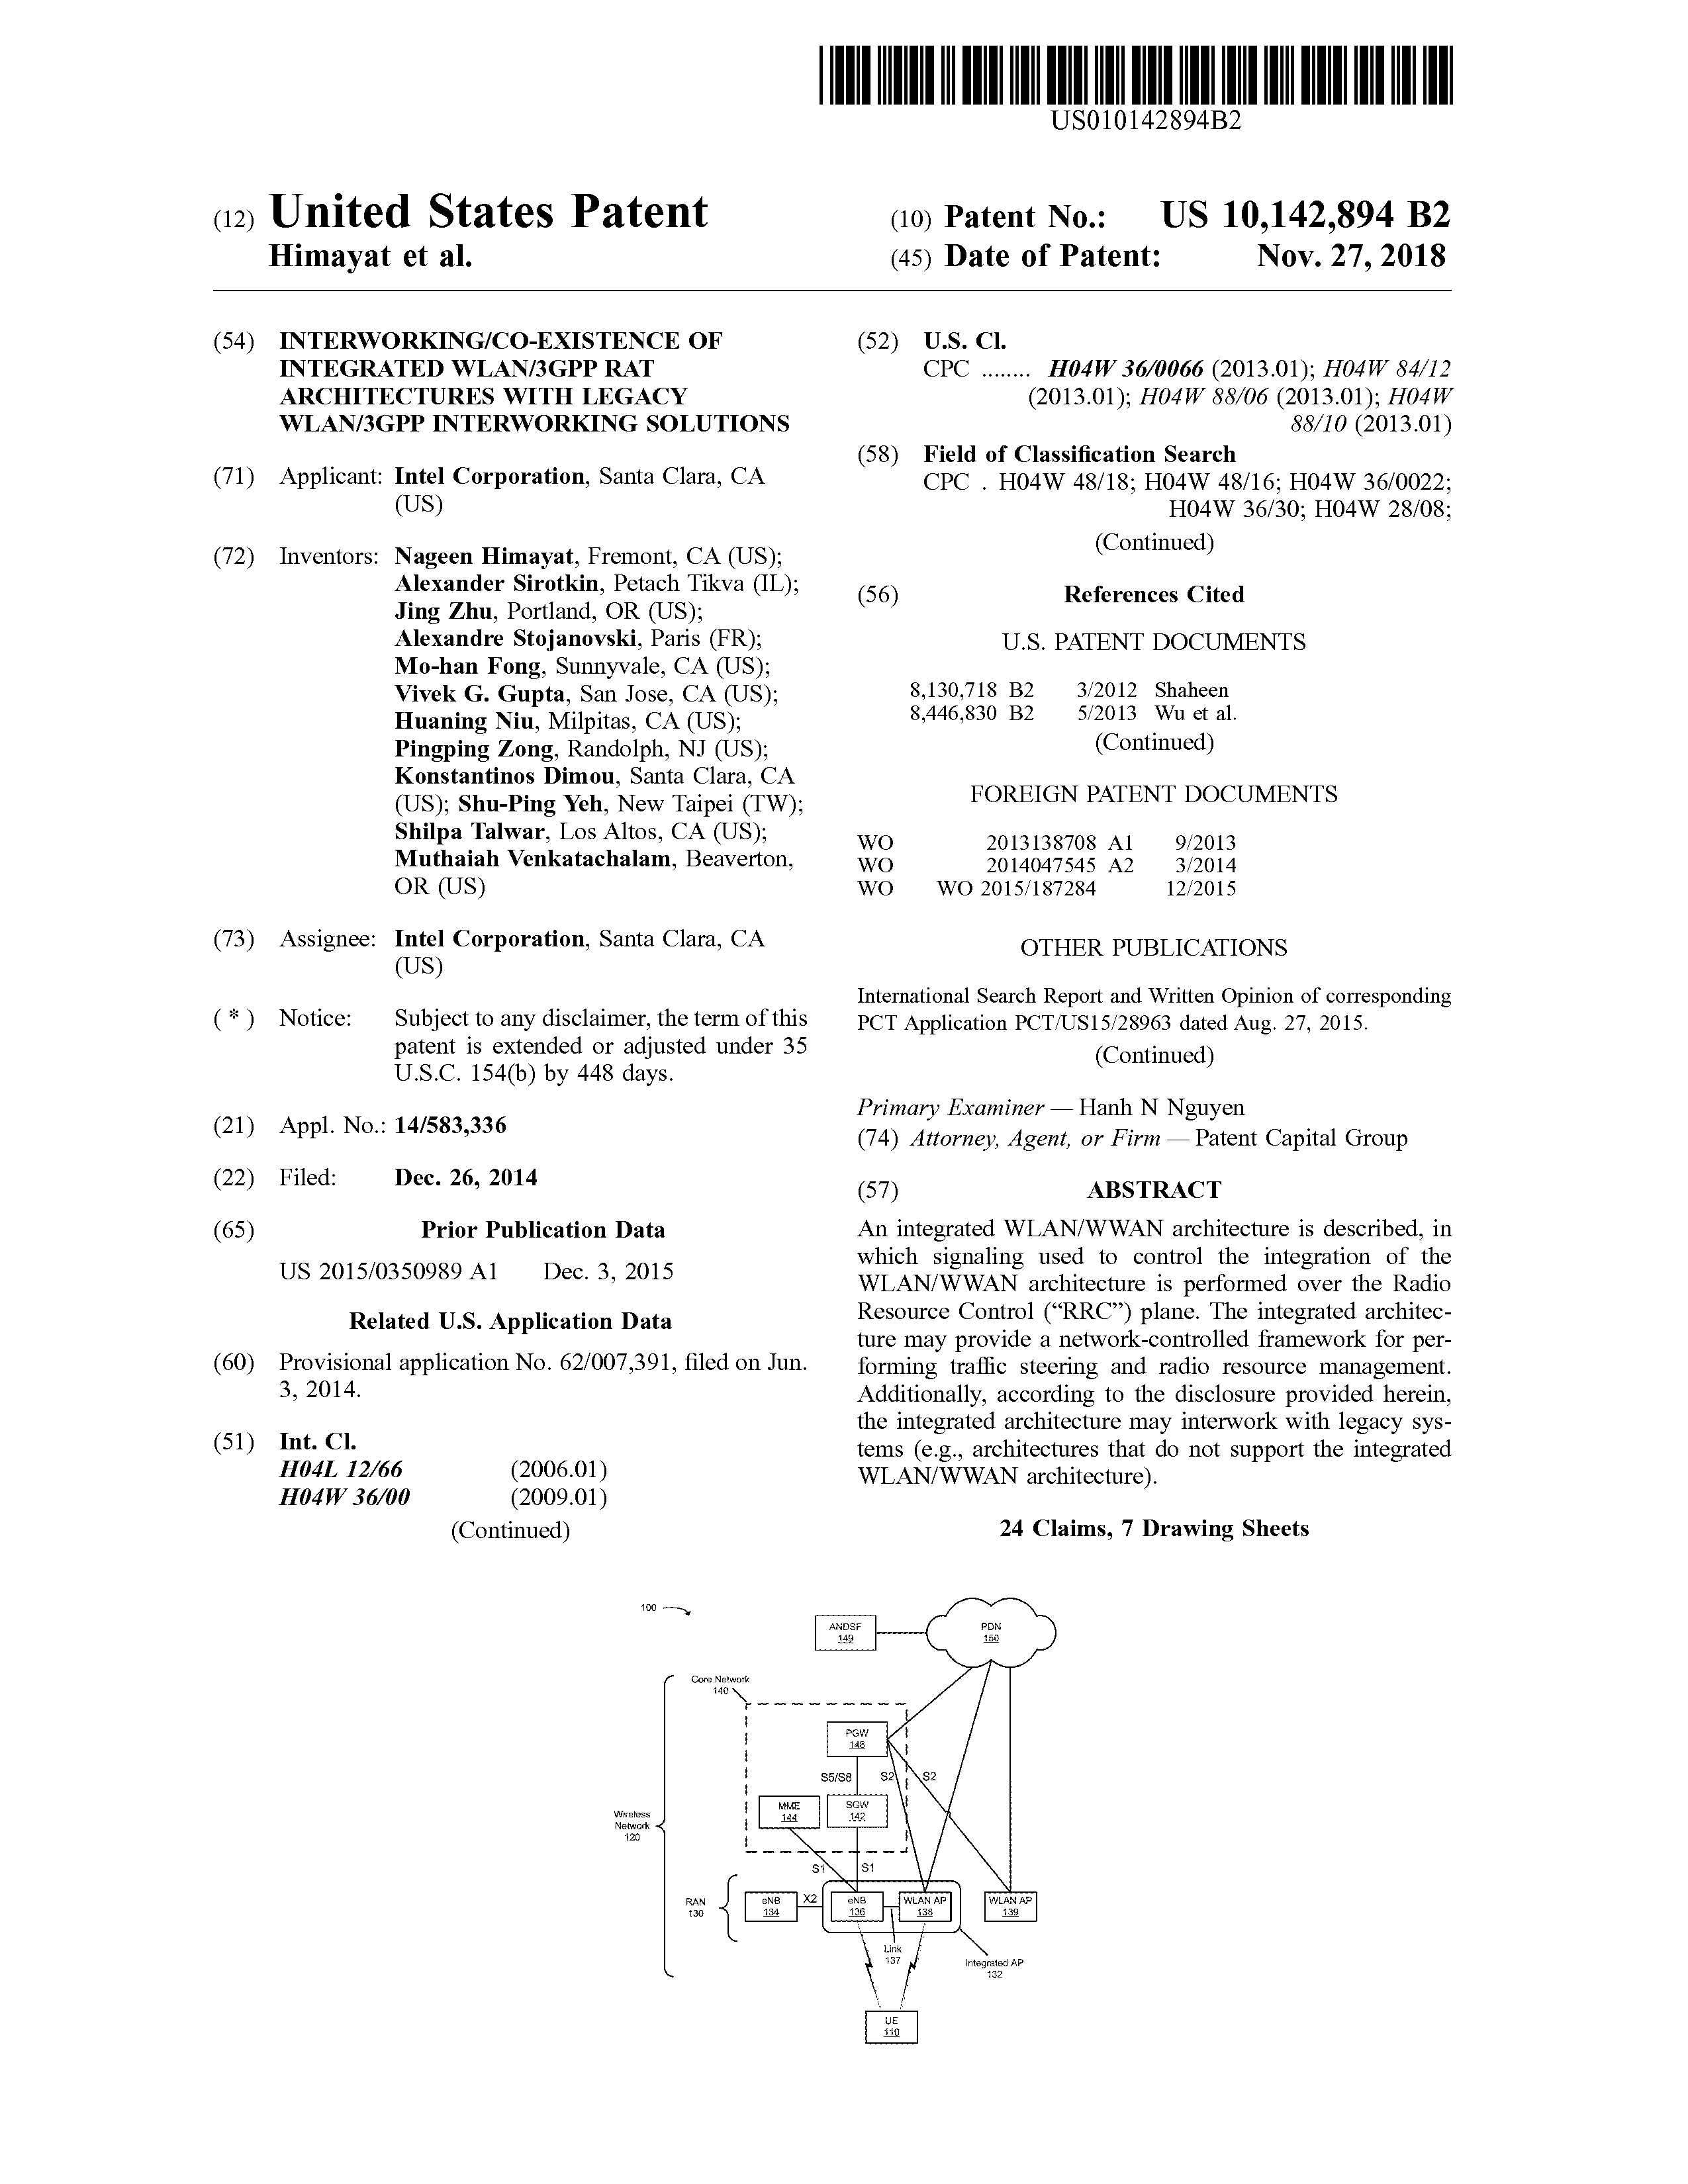 US010142894B2
(12) United States Patent
Himayat et al.
(10) Patent No.: US 10,142,894 B2
(45) Date of Patent: Nov. 27, 2018
(54) INTERWORKING/CO-EXISTENCE OF
INTEGRATED WLAN/3GPP RAT
ARCHITECTURES WITH LEGACY
WLAN/3GPP INTERWORKING SOLUTIONS
(71) Applicant: Intel Corporation, Santa Clara, CA
(US)
(72) Inventors: Nageen Himayat, Fremont, CA (US);
Alexander Sirotkin, Petach Tikva (IL);
Jing Zhu, Portland, OR (US);
Alexandre Stojanovski, Paris (FR);
Mo-han Fong, Sunnyvale, CA (US);
Vivek G. Gupta, San Jose, CA (US);
Huaning Niu, Milpitas, CA (US);
Pingping Zong, Randolph, NJ (US);
Konstantinos Dimou, Santa Clara, CA
(US); Shu-Ping Yeh, New Taipei (TW);
Shilpa Talwar, Los Altos, CA (US);
Muthaiah Venkatachalam, Beaverton,
OR (US)
(73) Assignee: Intel Corporation, Santa Clara, CA
(US)
( * ) Notice: Subject to any disclaimer, the term of this
patent is extended or adjusted under 35
U.S.C. 154(b) by 448 days.
(21) Appl. No.: 14/583,336
(22) Filed: Dec. 26, 2014
(65) Prior Publication Data
US 2015/0350989 A1 Dec. 3, 2015
Related U.S. Application Data
(60) Provisional application No. 62/007,391, filed on Jun.
3, 2014.
(51) Int. Cl.
H04L 12/66 (2006.01)
H04W 36/00 (2009.01)
(Continued)
(52) U.S. Cl.
CPC ........ H04W 36/0066 (2013.01); H04W 84/12
(2013.01); H04W 88/06 (2013.01); H04W
88/10 (2013.01)
(58) Field of Classification Search
CPC . H04W 48/18; H04W 48/16; H04W 36/0022;
H04W 36/30; H04W 28/08;
(Continued)
(56) References Cited
U.S. PATENT DOCUMENTS
8,130,718 B2 3/2012 Shaheen
8,446,830 B2 5/2013 Wu et al.
(Continued)
FOREIGN PATENT DOCUMENTS
WO 2013138708 A1 9/2013
WO 2014047545 A2 3/2014
WO WO 2015/187284 12/2015
OTHER PUBLICATIONS
International Search Report and Written Opinion of corresponding
PCT Application PCT/US15/28963 dated Aug. 27, 2015.
(Continued)
Primary Examiner — Hanh N Nguyen
(74) Attorney, Agent, or Firm — Patent Capital Group
(57) ABSTRACT
An integrated WLAN/WWAN architecture is described, in
which signaling used to control the integration of the
WLAN/WWAN architecture is performed over the Radio
Resource Control (“RRC”) plane. The integrated architec-
ture may provide a network-controlled framework for per-
forming traffic steering and radio resource management.
Additionally, according to the disclosure provided herein,
the integrated architecture may interwork with legacy sys-
tems (e.g., architectures that do not support the integrated
WLAN/WWAN architecture).
24 Claims, 7 Drawing Sheets
100
ANDSF
149
PDN
150
Core Network
140
PGW
148
S5/S8
S2
S2
MME
144
SGW
142
Wireless
Network
120
S1
S1
RAN
130
eNB
134
X2
eNB
136
WLAN AP
138
WLAN AP
139
Link
137
Integrated AP
132
UE
110